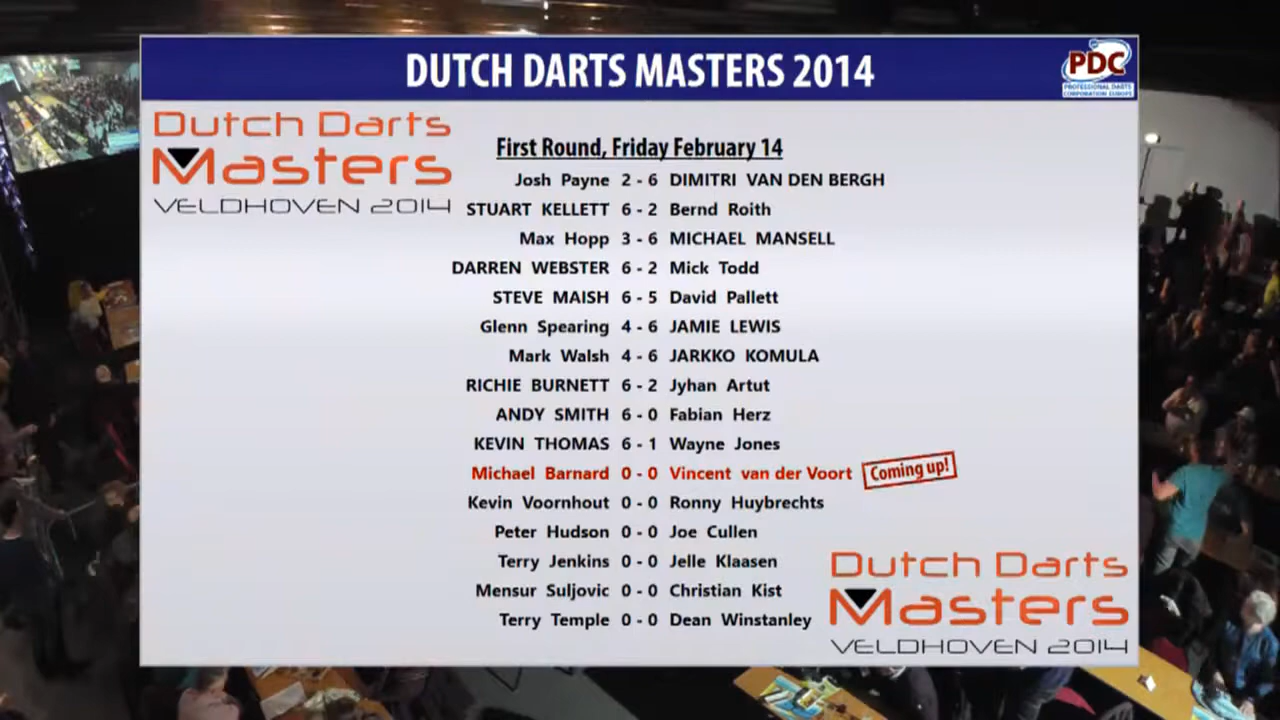 DUTCH DARTS MASTERS 2014
PDC
PROFESSIONAL DARTS
CORPORATION EUROPE
Dutch Darts
Masters
VELDHOVEN 2014
First Round, Friday February 14
Josh Payne 2 - 6 DIMITRI VAN DEN BERGH
STUART KELLETT 6 - 2 Bernd Roith
Max Hopp 3 - 6 MICHAEL MANSELL
DARREN WEBSTER 6 - 2 Mick Todd
STEVE MAISH 6 - 5 David Pallett
Glenn Spearing 4 - 6 JAMIE LEWIS
Mark Walsh 4 - 6 JARKKO KOMULA
RICHIE BURNETT 6 - 2 Jyhan Artut
ANDY SMITH 6 - 0 Fabian Herz
KEVIN THOMAS 6 - 1 Wayne Jones
Michael Barnard 0 - 0 Vincent van der Voort Coming up!
Kevin Voornhout 0 - 0 Ronny Huybrechts
Peter Hudson 0 - 0 Joe Cullen
Terry Jenkins 0 - 0 Jelle Klaasen
Mensur Suljovic 0 - 0 Christian Kist
Terry Temple 0 - 0 Dean Winstanley
Dutch Darts
Masters
VELDHOVEN 2014